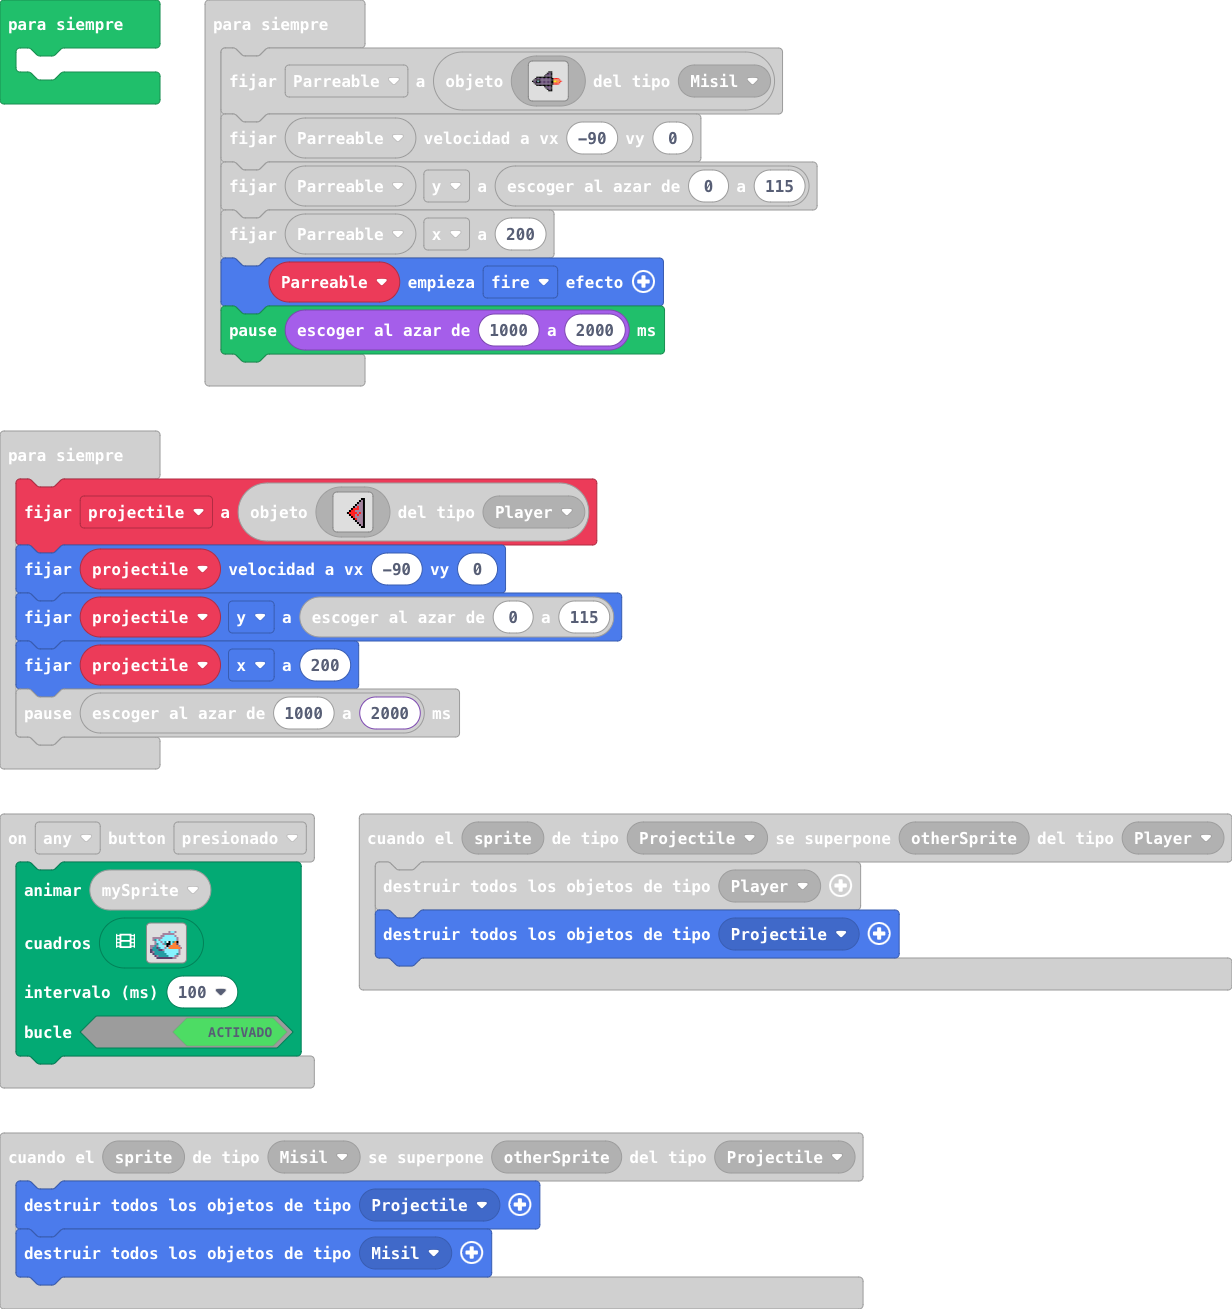 para siempre
para siempre
fijar Parreable a objeto del tipo Misil
fijar Parreable velocidad a vx -90 vy 0
fijar Parreable y a escoger al azar de 0 a 115
fijar Parreable x a 200
Parreable empieza fire efecto
pause escoger al azar de 1000 a 2000 ms
para siempre
fijar projectile a objeto del tipo Player
fijar projectile velocidad a vx -90 vy 0
fijar projectile y a escoger al azar de 0 a 115
fijar projectile x a 200
pause escoger al azar de 1000 a 2000 ms
on any button presionado
animar mySprite
cuadros
intervalo (ms) 100
bucle ACTIVADO
cuando el sprite de tipo Projectile se superpone otherSprite del tipo Player
destruir todos los objetos de tipo Player
destruir todos los objetos de tipo Projectile
cuando el sprite de tipo Misil se superpone otherSprite del tipo Projectile
destruir todos los objetos de tipo Projectile
destruir todos los objetos de tipo Misil